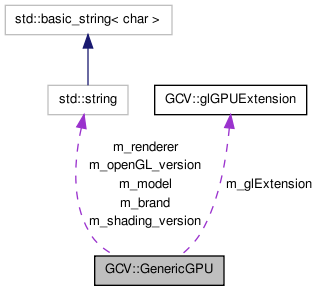 std::basic_string< char >
std::string
GCV::glGPUExtension
m_renderer
m_openGL_version
m_model
m_brand
m_shading_version
m_glExtension
GCV::GenericGPU